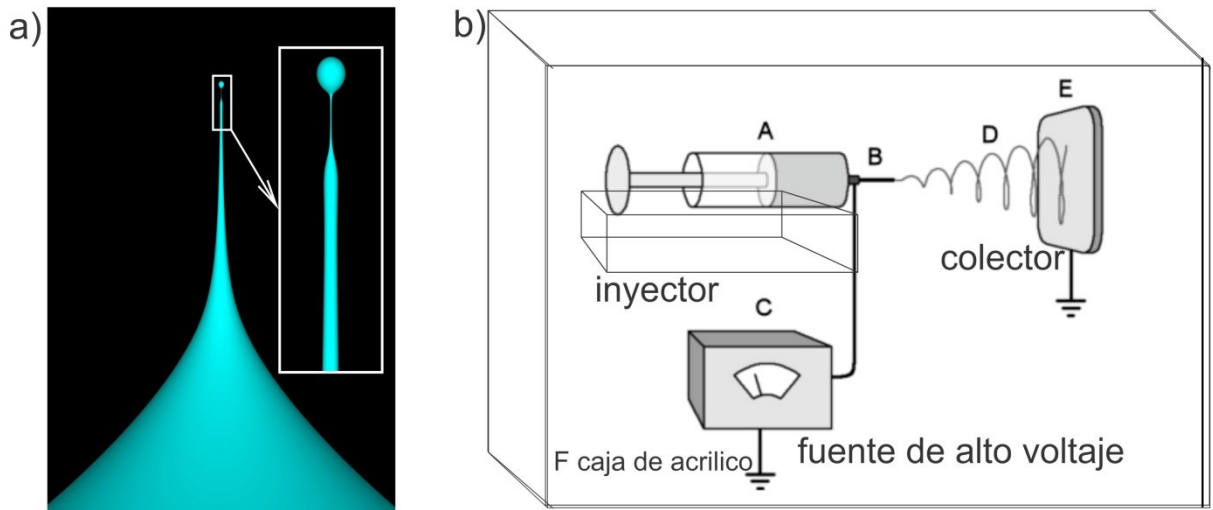 a)
b)
E
A
D
B
colector
inyector
C
F caja de acrilico
fuente de alto voltaje